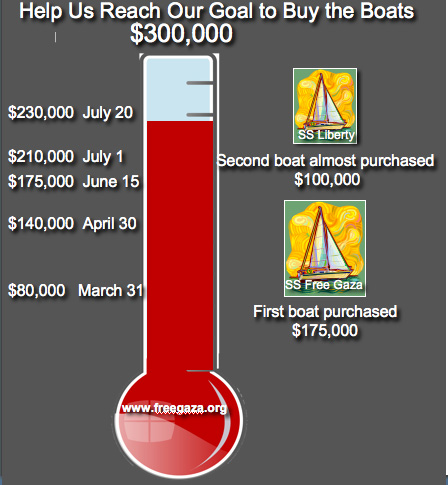 Help Us Reach Our Goal to Buy the Boats
$300,000
$230,000 July 20
$210,000 July 1
$175,000 June 15
$140,000 April 30
$80,000 March 31
SS Liberty
Second boat almost purchased
$100,000
SS Free Gaza
First boat purchased
$175,000
www.freegaza.org